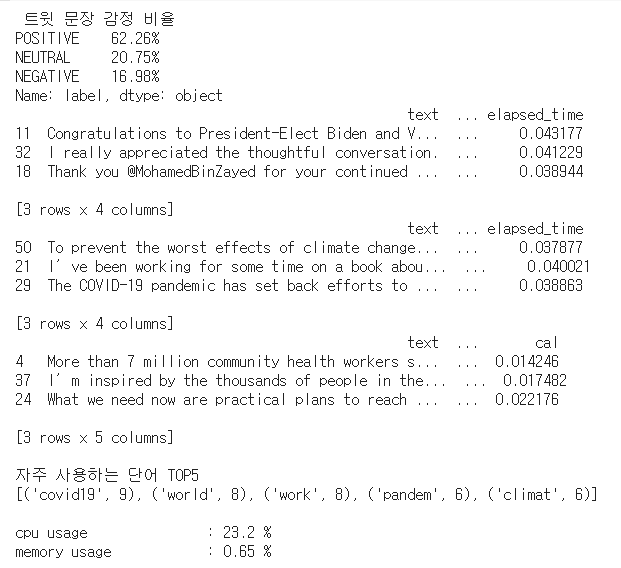 트윗 문장 감정 비율
POSITIVE 62.26%
NEUTRAL 20.75%
NEGATIVE 16.98%
Name: label, dtype: object
text ... elapsed_time
11 Congratulations to President-Elect Biden and V... ... 0.043177
32 I really appreciated the thoughtful conversation. ... 0.041229
18 Thank you @MohamedBinZayed for your continued ... ... 0.038944
[3 rows x 4 columns]
text ... elapsed_time
50 To prevent the worst effects of climate change... ... 0.037877
21 I’ve been working for some time on a book abou... ... 0.040021
29 The COVID-19 pandemic has set back efforts to ... ... 0.038863
[3 rows x 4 columns]
text ... cal
4 More than 7 million community health workers s... ... 0.014246
37 I’m inspired by the thousands of people in the... ... 0.017482
24 What we need now are practical plans to reach ... ... 0.022176
[3 rows x 5 columns]
자주 사용하는 단어 TOP5
[('covid19', 9), ('world', 8), ('work', 8), ('pandem', 6), ('climat', 6)]
cpu usage : 23.2 %
memory usage : 0.65 %